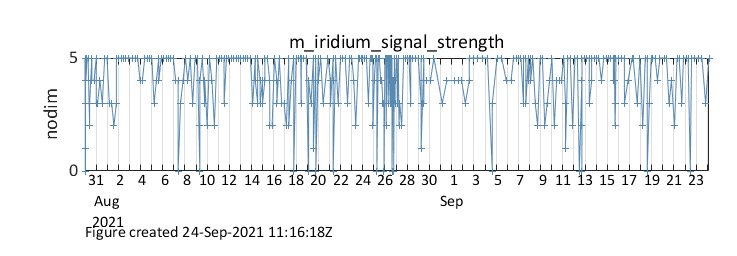 m_iridium_signal_strength
5
nodim
0
31 2 4 6 8 10 12 14 16 18 20 22 24 26 28 30 1 3 5 7 9 11 13 15 17 19 21 23
Aug Sep
2021
Figure created 24-Sep-2021 11:16:18Z